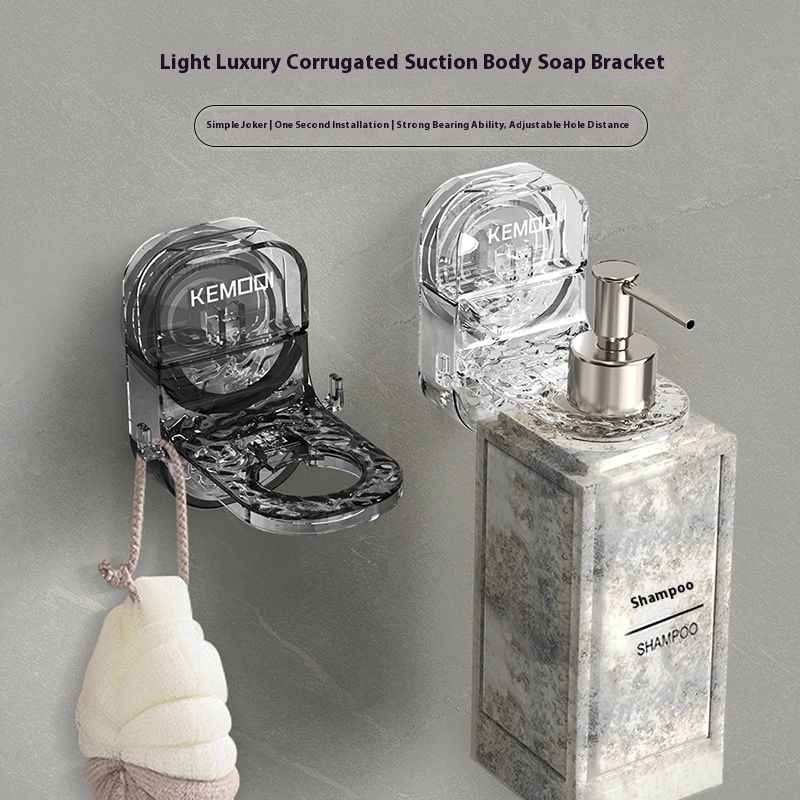 Light Luxury Corrugated Suction Body Soap Bracket
Simple Joker | One Second Installation | Strong Bearing Ability, Adjustable Hole Distance
KEMOQI
KEMOQI
Shampoo
SHAMPOO